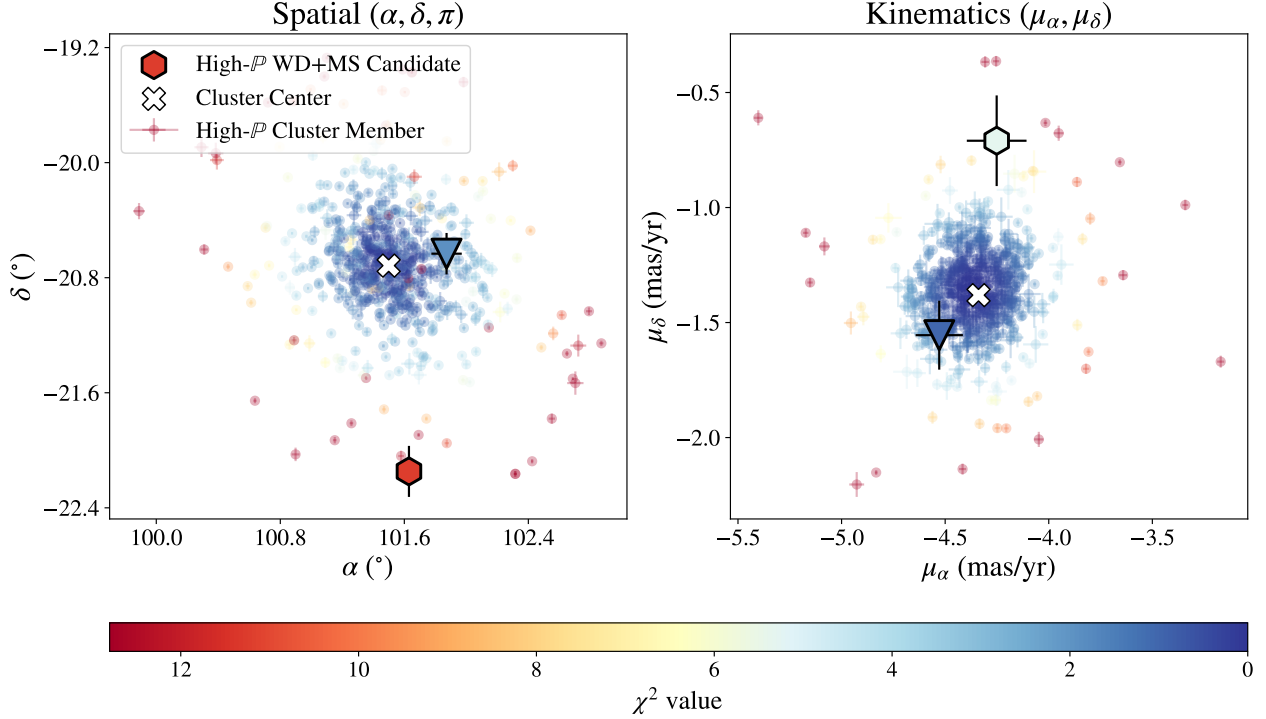 Spatial (α, δ, π)
Kinematics (μα, μδ)
High-ℙ WD+MS Candidate
Cluster Center
High-ℙ Cluster Member
−19.2
−20.0
−20.8
−21.6
−22.4
δ (°)
100.0 100.8 101.6 102.4
α (°)
−0.5
−1.0
−1.5
−2.0
μδ (mas/yr)
−5.5 −5.0 −4.5 −4.0 −3.5
μα (mas/yr)
12 10 8 6 4 2 0
χ² value